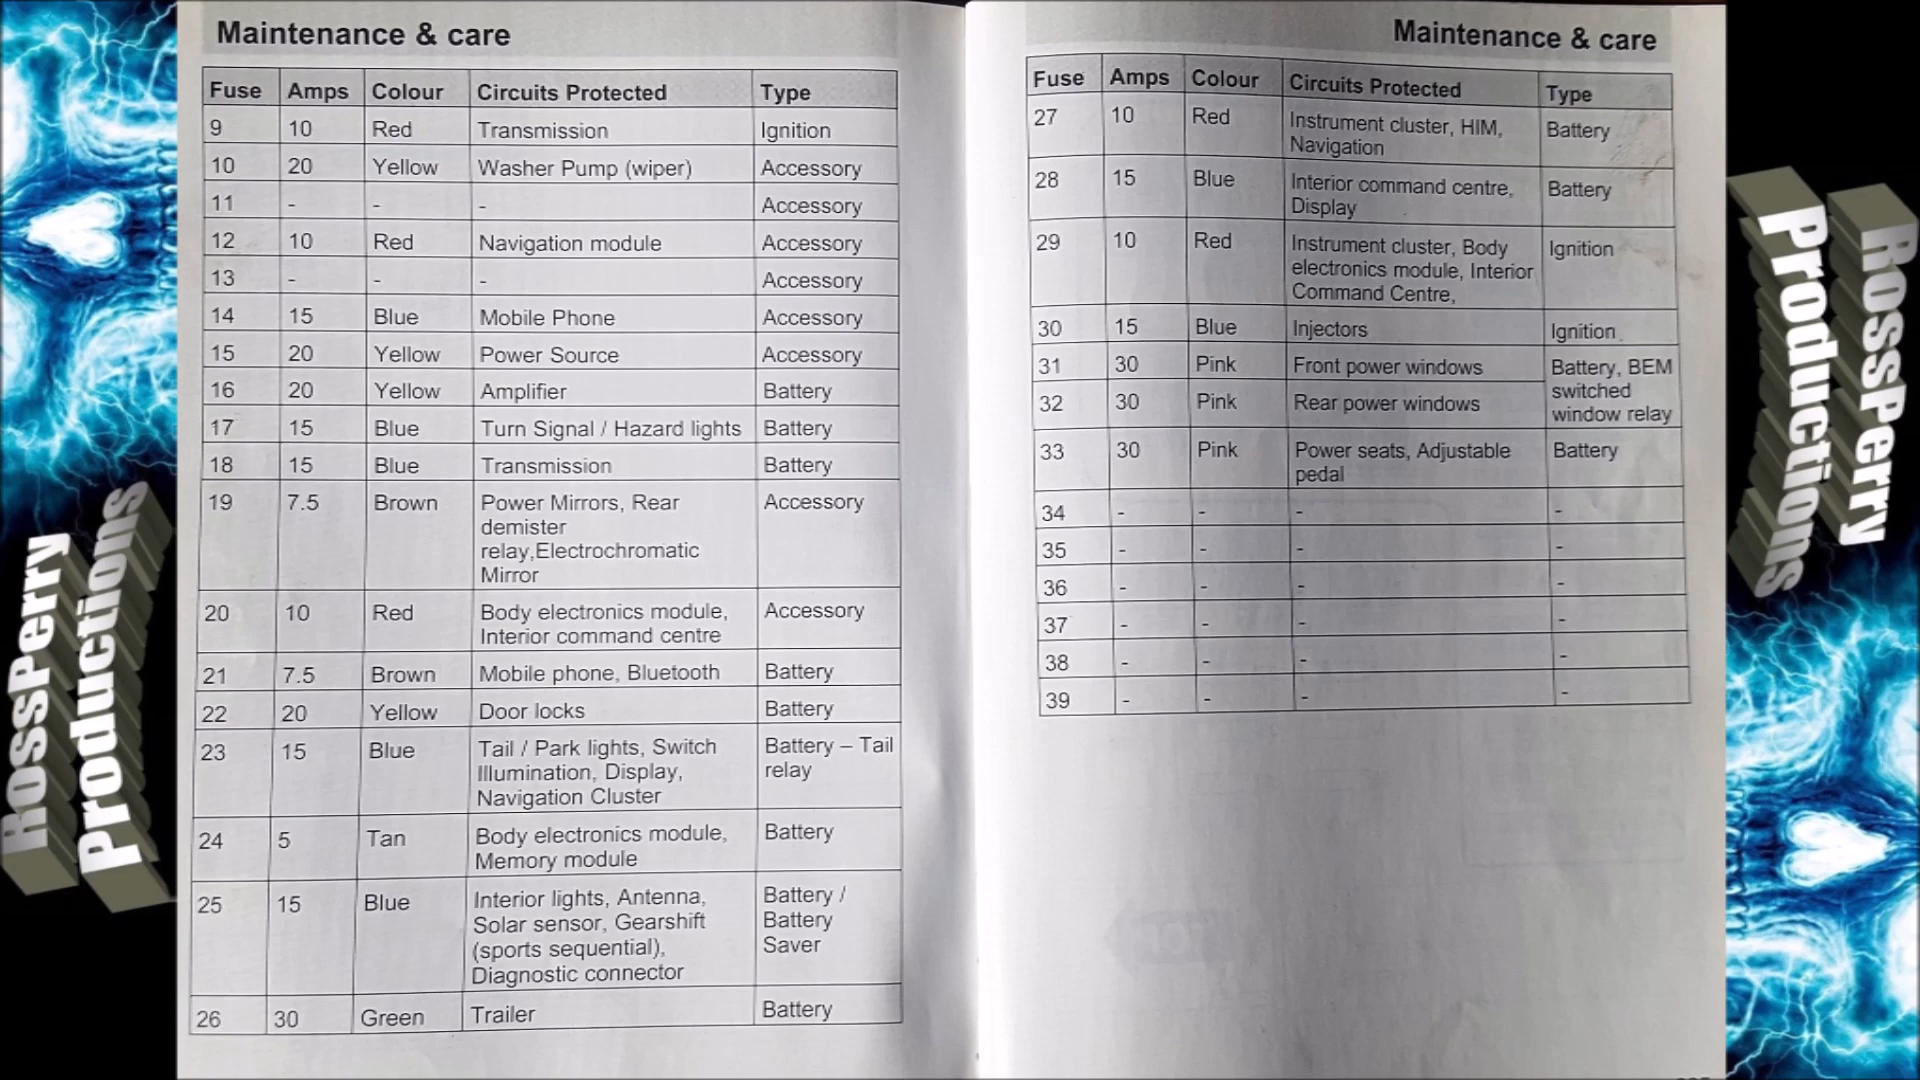 Maintenance & care
Fuse Amps Colour Circuits Protected Type
9 10 Red Transmission Ignition
10 20 Yellow Washer Pump (wiper) Accessory
11 - - - Accessory
12 10 Red Navigation module Accessory
13 - - - Accessory
14 15 Blue Mobile Phone Accessory
15 20 Yellow Power Source Accessory
16 20 Yellow Amplifier Battery
17 15 Blue Turn Signal / Hazard lights Battery
18 15 Blue Transmission Battery
19 7.5 Brown Power Mirrors, Rear Accessory
demister
relay,Electrochromatic
Mirror
20 10 Red Body electronics module, Accessory
Interior command centre
21 7.5 Brown Mobile phone, Bluetooth Battery
22 20 Yellow Door locks Battery
23 15 Blue Tail / Park lights, Switch Battery – Tail
Illumination, Display, relay
Navigation Cluster
24 5 Tan Body electronics module, Battery
Memory module
25 15 Blue Interior lights, Antenna, Battery /
Solar sensor, Gearshift Battery
(sports sequential), Saver
Diagnostic connector
26 30 Green Trailer Battery
Maintenance & care
Fuse Amps Colour Circuits Protected Type
27 10 Red Instrument cluster, HIM, Battery
Navigation
28 15 Blue Interior command centre, Battery
Display
29 10 Red Instrument cluster, Body Ignition
electronics module, Interior
Command Centre,
30 15 Blue Injectors Ignition
31 30 Pink Front power windows Battery, BEM
switched
32 30 Pink Rear power windows window relay
33 30 Pink Power seats, Adjustable Battery
pedal
34 - - - -
35 - - - -
36 - - - -
37 - - - -
38 - - - -
39 - - - -
RossPerry
Productions
RossPerry
Productions